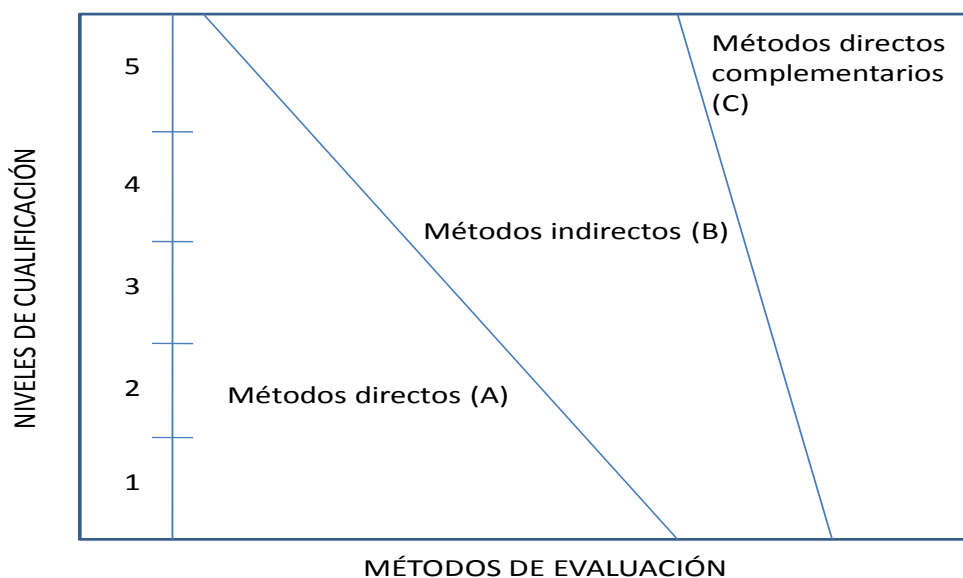 NIVELES DE CUALIFICACIÓN
5
4
3
2
1
Métodos directos
complementarios
(C)
Métodos indirectos (B)
Métodos directos (A)
MÉTODOS DE EVALUACIÓN